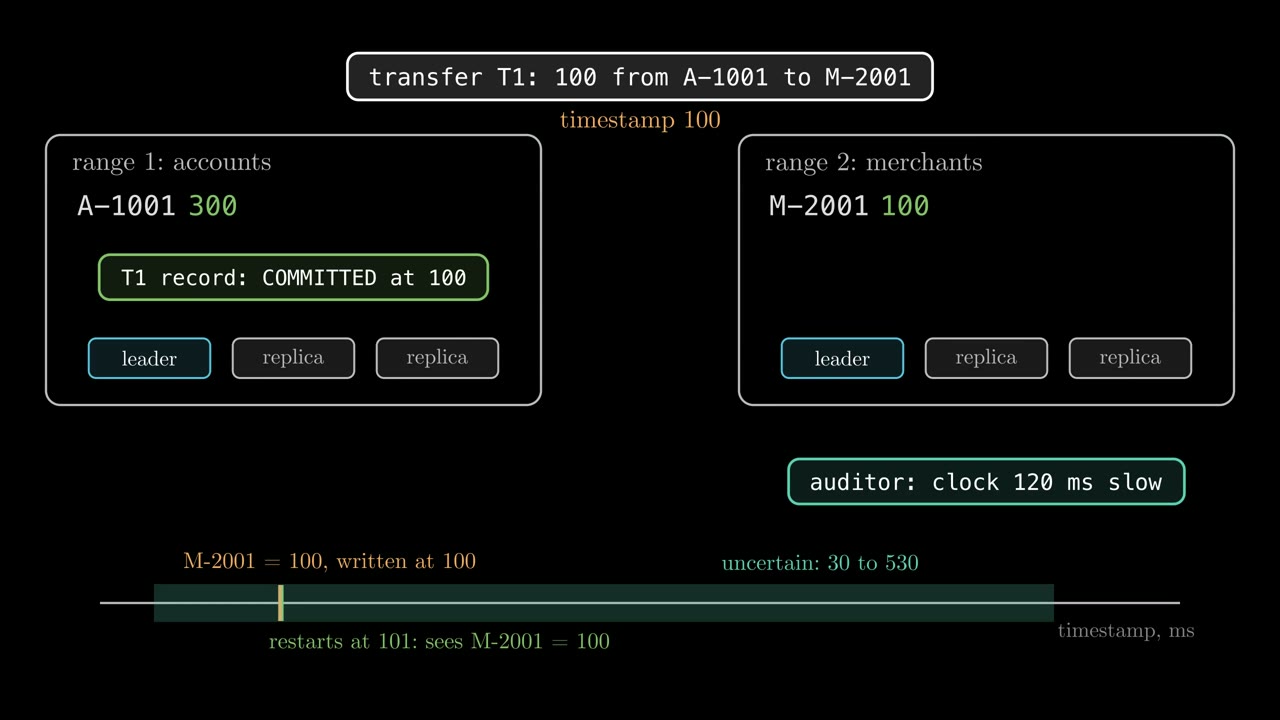 transfer T1: 100 from A-1001 to M-2001
timestamp 100
range 1: accounts
A-1001 300
T1 record: COMMITTED at 100
leader
replica
replica
range 2: merchants
M-2001 100
leader
replica
replica
auditor: clock 120 ms slow
M-2001 = 100, written at 100
uncertain: 30 to 530
restarts at 101: sees M-2001 = 100
timestamp, ms